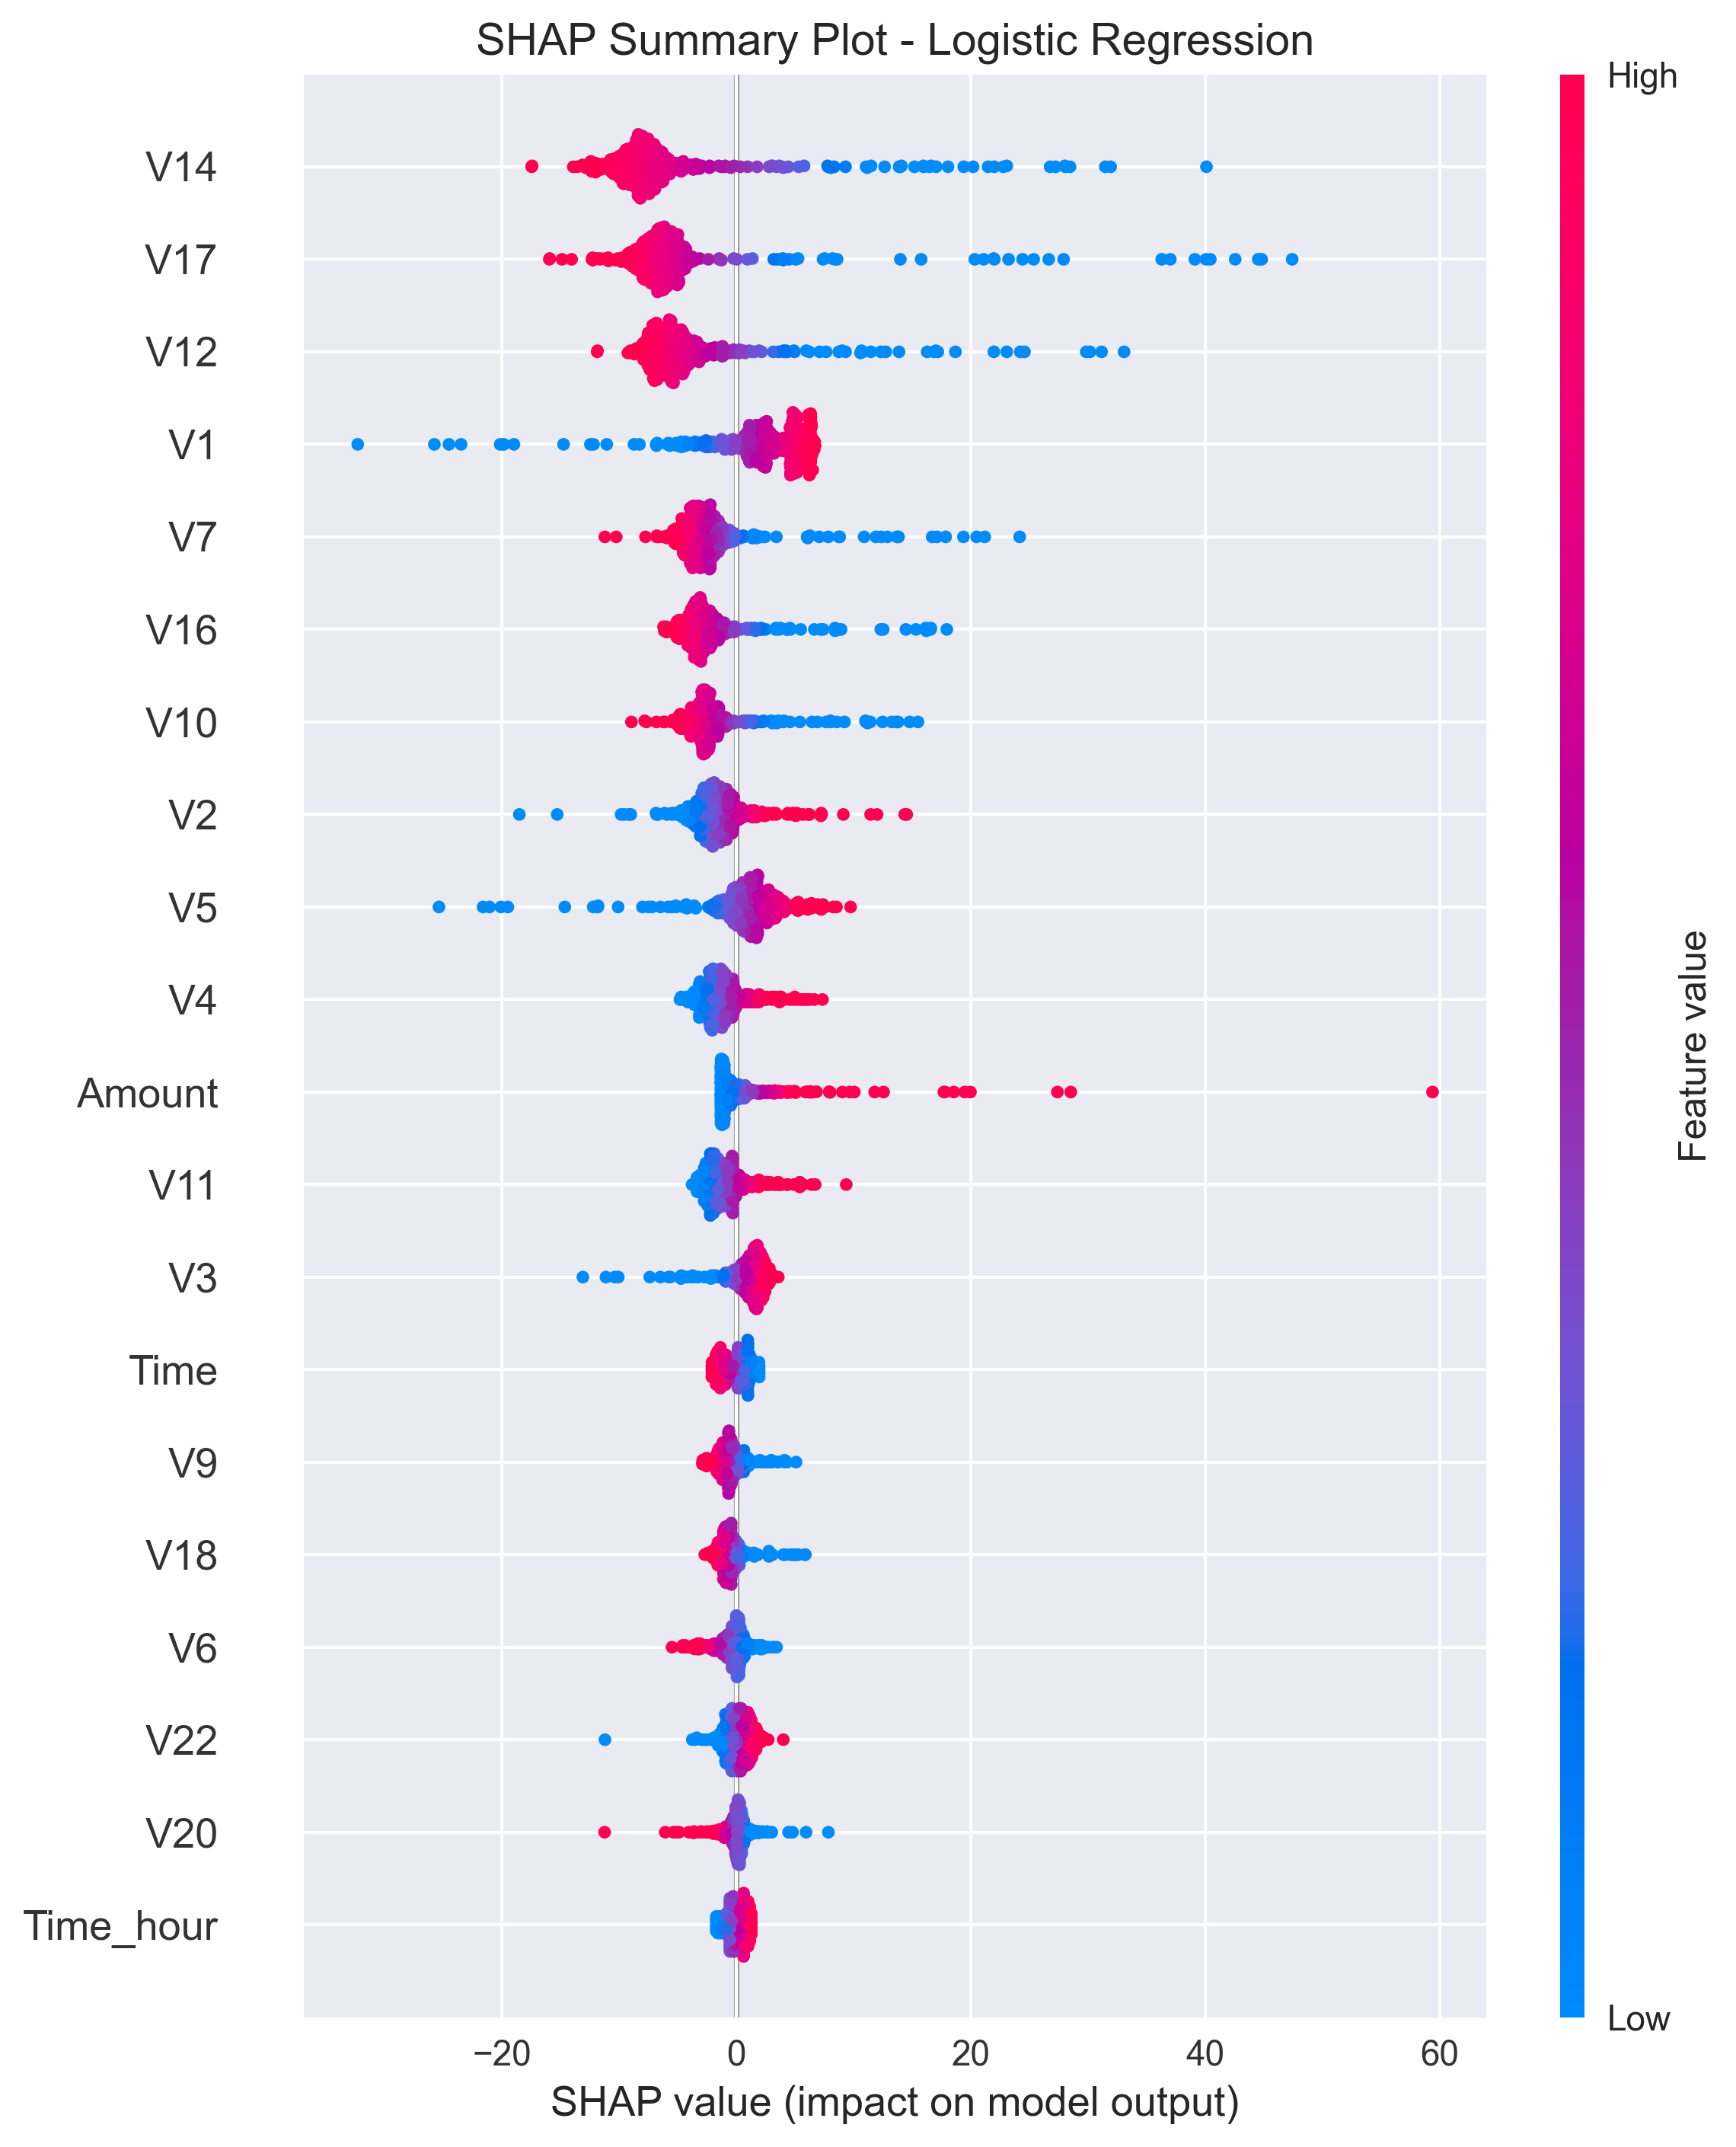 SHAP Summary Plot - Logistic Regression
High
V14
V17
V12
V1
V7
V16
V10
V2
V5
V4
Amount
V11
V3
Time
V9
V18
V6
V22
V20
Time_hour
Feature value
Low
−20 0 20 40 60
SHAP value (impact on model output)